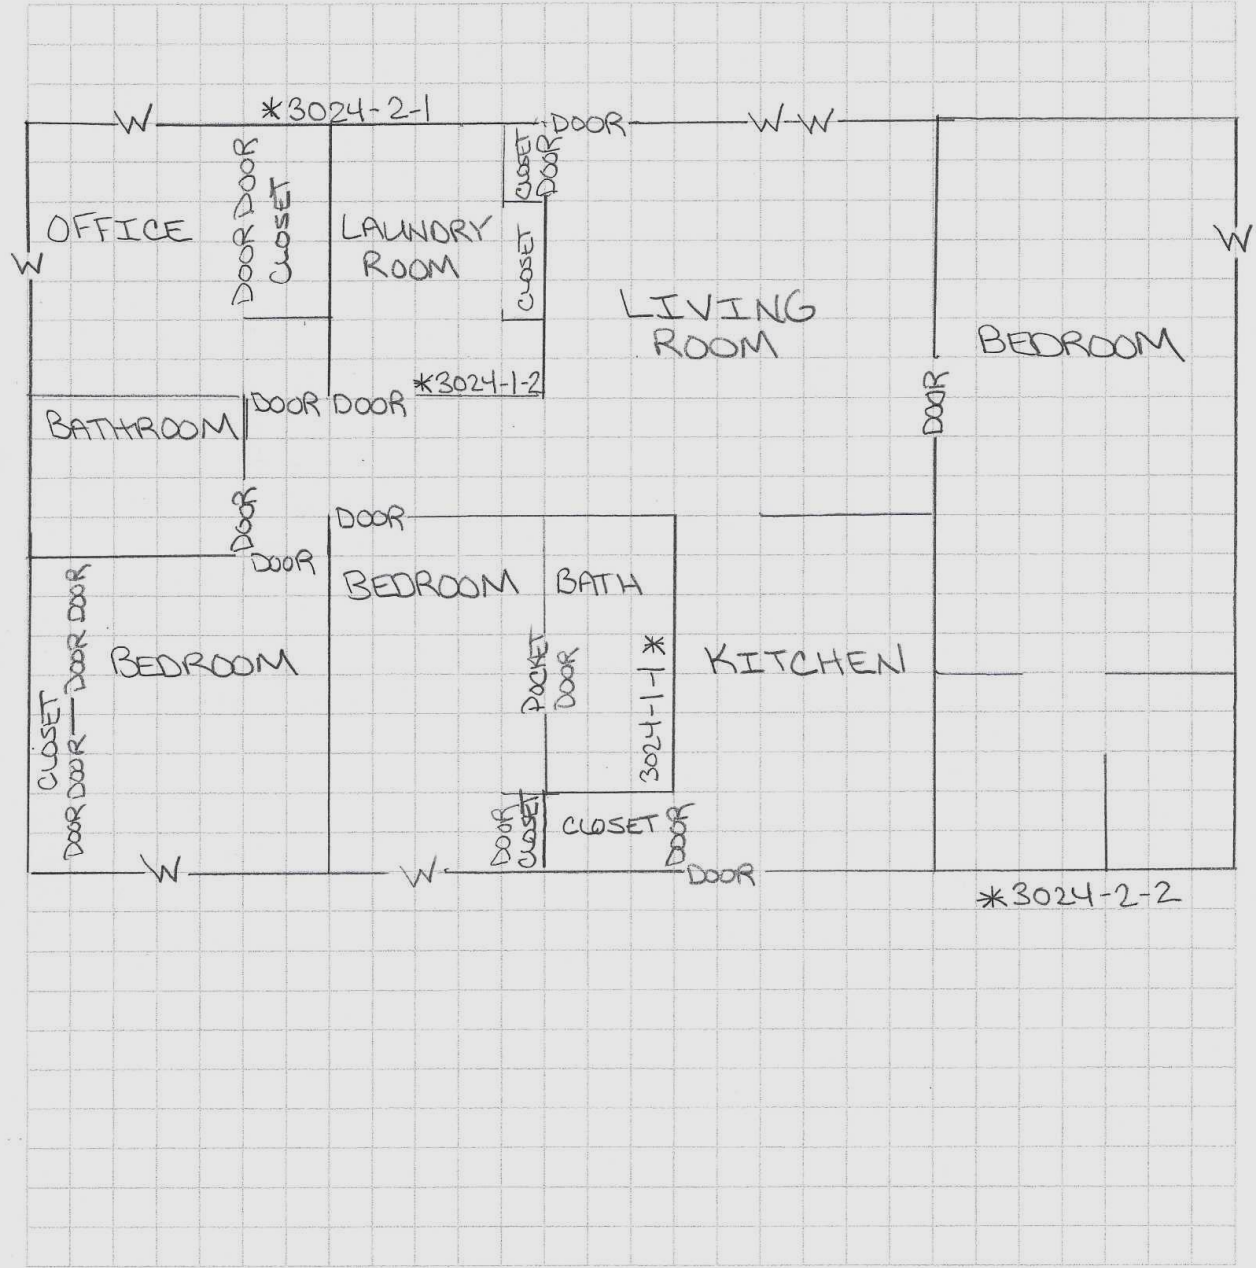 *3024-2-1
W
DOOR
W-W
DOOR DOOR
CLOSET
CLOSET
DOOR
OFFICE
LAUNDRY
ROOM
CLOSET
W
W
LIVING
ROOM
BEDROOM
*3024-1-2
DOOR
DOOR
DOOR
BATHROOM
DOOR
DOOR
DOOR
BEDROOM
BATH
POCKET
DOOR
3024-1-1*
KITCHEN
CLOSET
DOOR DOOR—DOOR DOOR
BEDROOM
DOOR
CLOSET
CLOSET
DOOR
W
W
DOOR
*3024-2-2